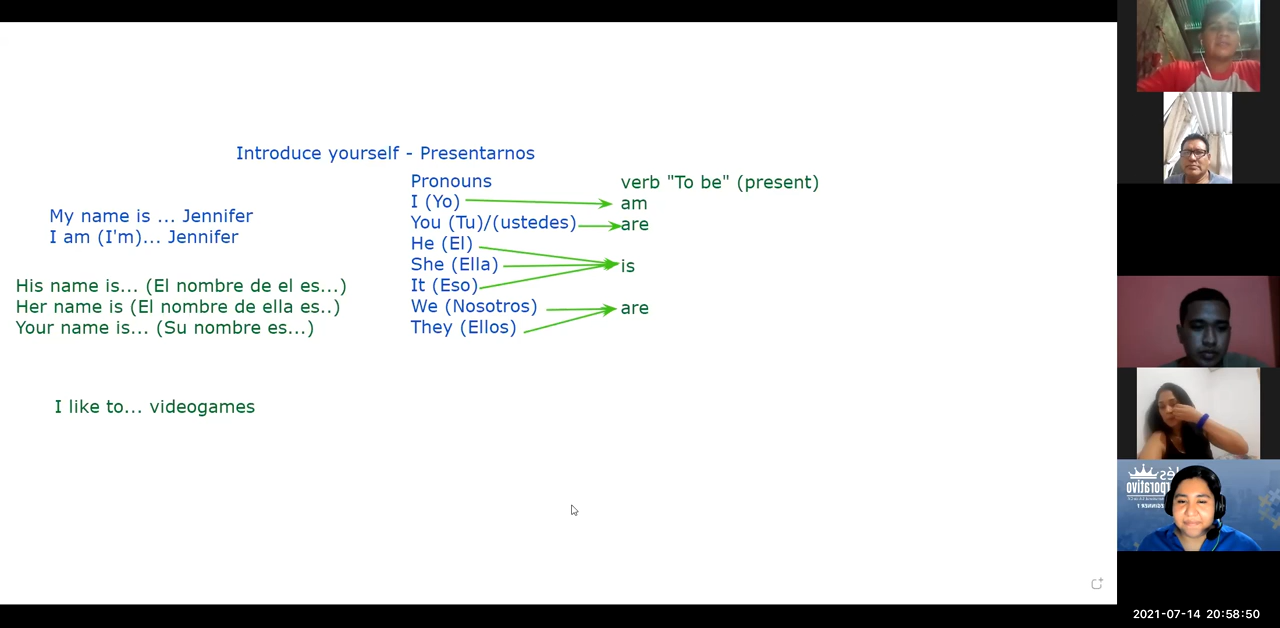 Introduce yourself - Presentarnos
My name is ... Jennifer
I am (I'm)... Jennifer
His name is... (El nombre de el es...)
Her name is (El nombre de ella es..)
Your name is... (Su nombre es...)
I like to... videogames
Pronouns
I (Yo)
You (Tu)/(ustedes)
He (El)
She (Ella)
It (Eso)
We (Nosotros)
They (Ellos)
verb "To be" (present)
am
are
is
are
2021-07-14 20:58:50